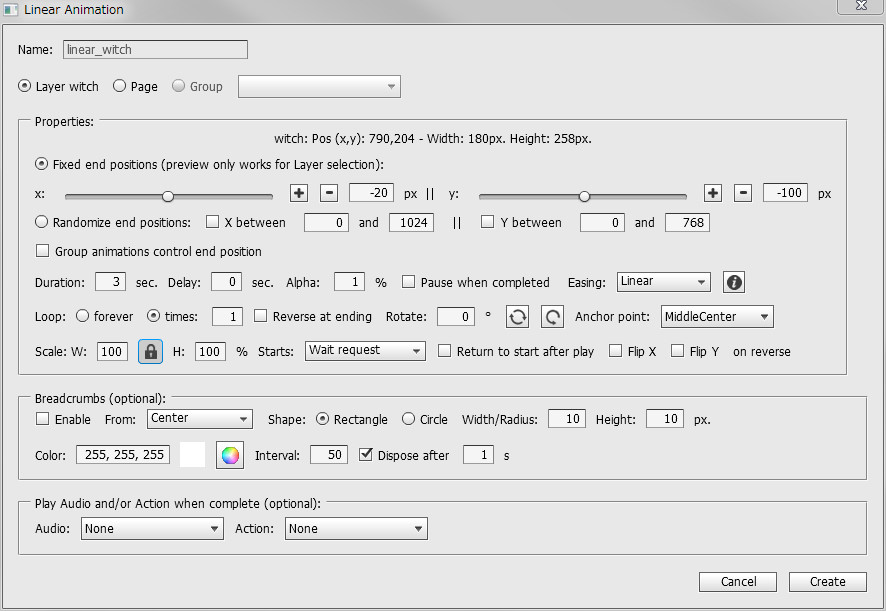 Linear Animation
Name: linear_witch
Layer witch Page Group
Properties:
witch: Pos (x,y): 790,204 - Width: 180px. Height: 258px.
Fixed end positions (preview only works for Layer selection):
x: + - -20 px || y: + - -100 px
Randomize end positions: X between 0 and 1024 || Y between 0 and 768
Group animations control end position
Duration: 3 sec. Delay: 0 sec. Alpha: 1 % Pause when completed Easing: Linear i
Loop: forever times: 1 Reverse at ending Rotate: 0 ° Anchor point: MiddleCenter
Scale: W: 100 H: 100 % Starts: Wait request Return to start after play Flip X Flip Y on reverse
Breadcrumbs (optional):
Enable From: Center Shape: Rectangle Circle Width/Radius: 10 Height: 10 px.
Color: 255, 255, 255 Interval: 50 Dispose after 1 s
Play Audio and/or Action when complete (optional):
Audio: None Action: None
Cancel Create